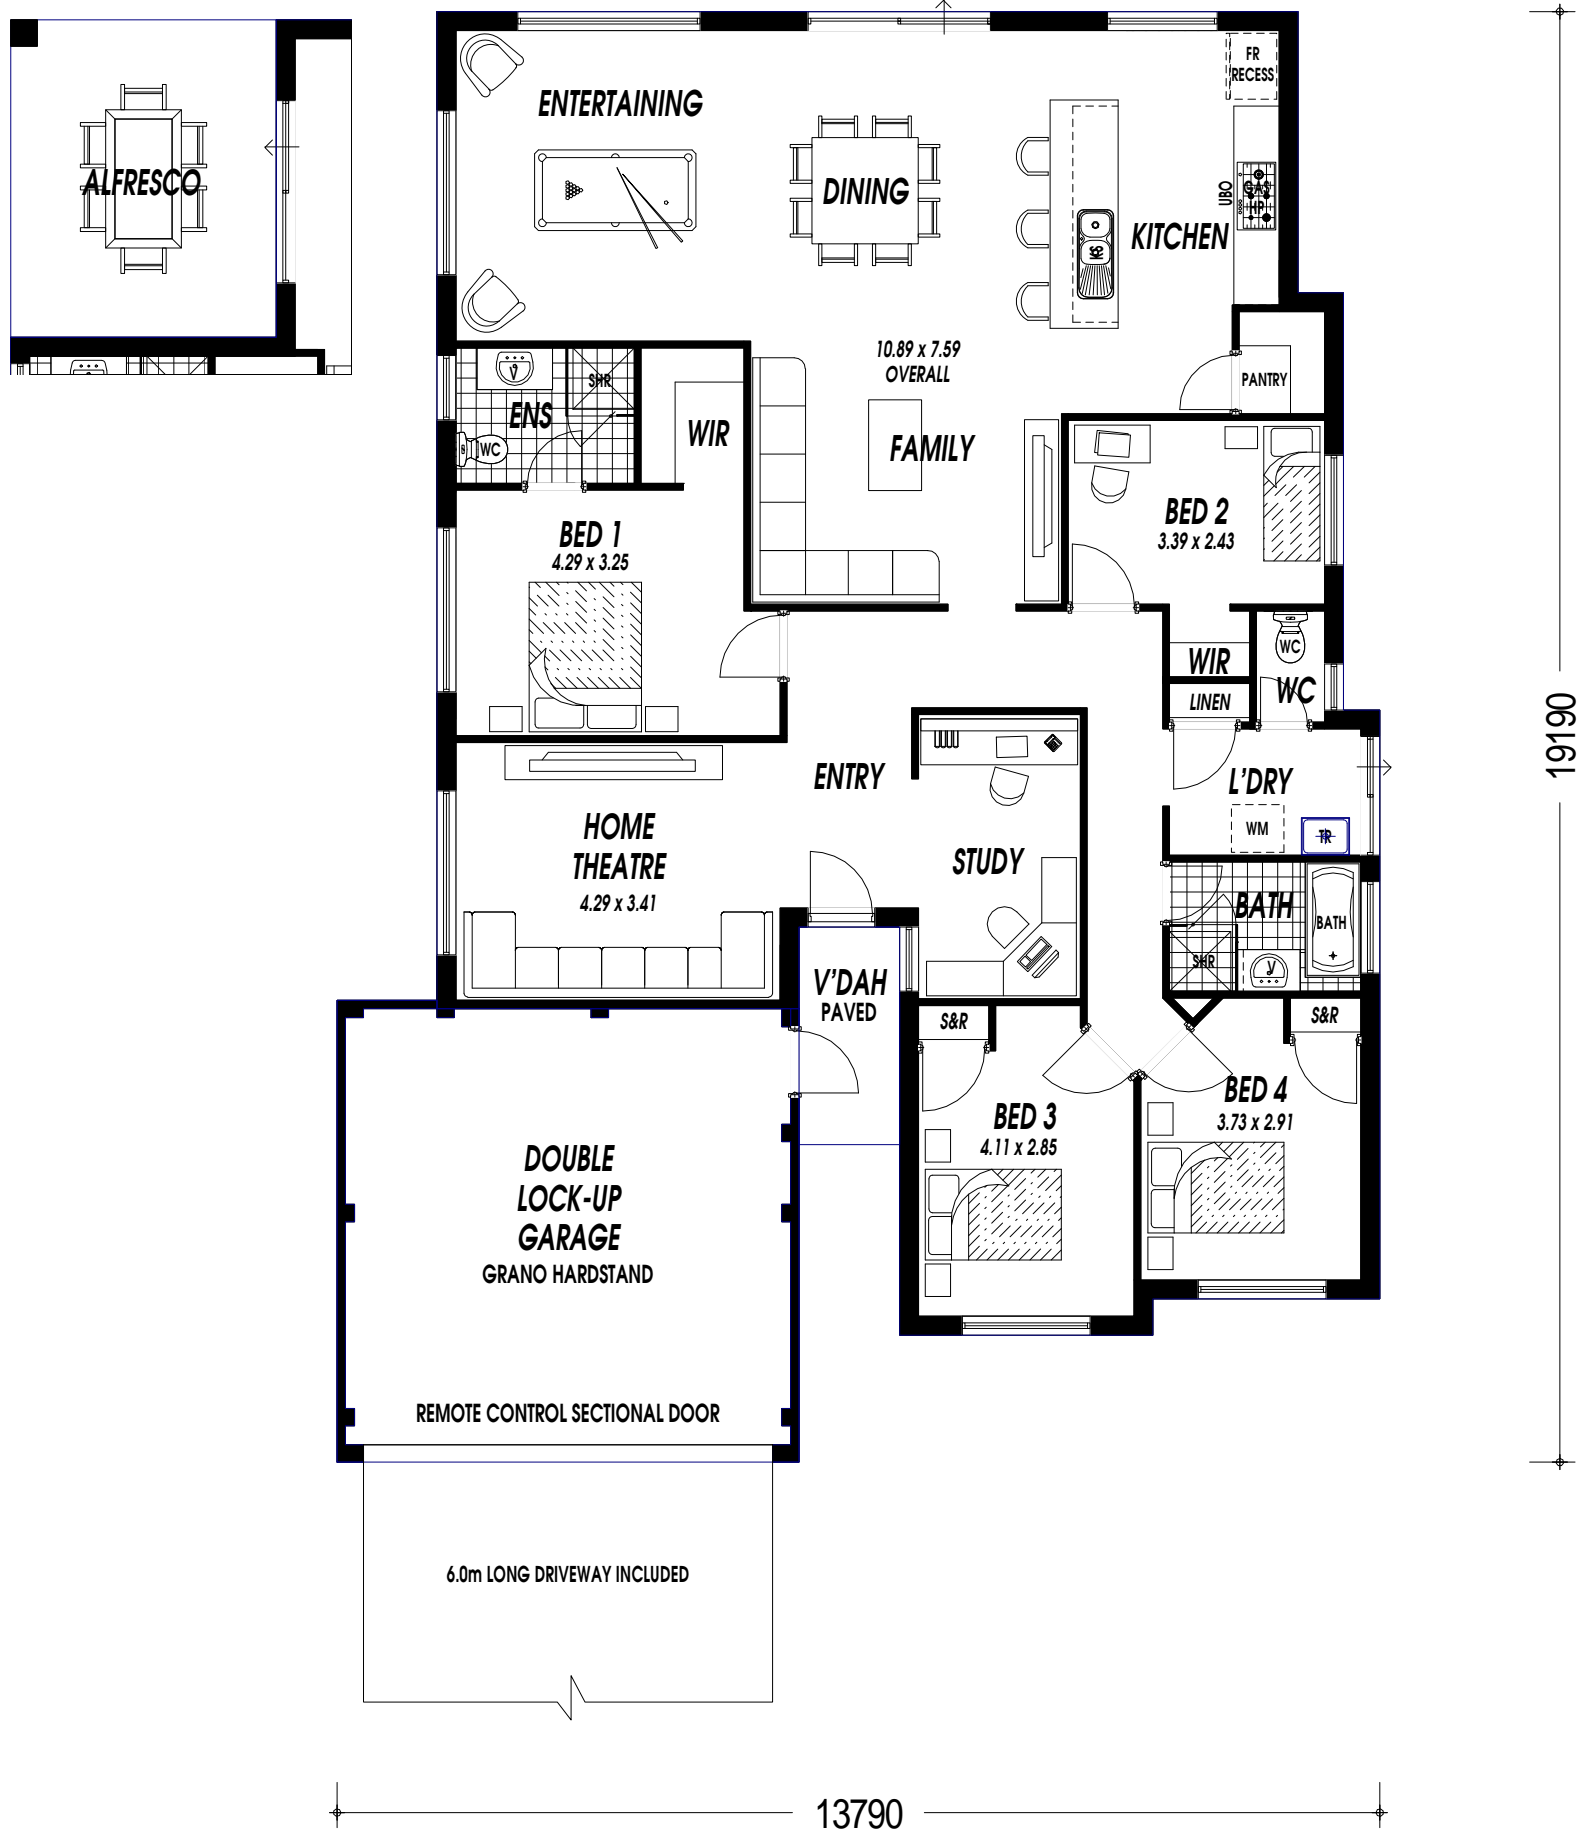 ALFRESCO
ENTERTAINING
DINING
KITCHEN
FR
RECESS
UBO
GAS
HP
10.89 x 7.59
OVERALL
FAMILY
PANTRY
SHR
V
ENS
WC
WIR
BED 1
4.29 x 3.25
BED 2
3.39 x 2.43
WIR
WC
WC
LINEN
L'DRY
WM
TR
ENTRY
HOME
THEATRE
4.29 x 3.41
STUDY
BATH
BATH
SHR
V
V'DAH
PAVED
S&R
S&R
BED 3
4.11 x 2.85
BED 4
3.73 x 2.91
DOUBLE
LOCK-UP
GARAGE
GRANO HARDSTAND
REMOTE CONTROL SECTIONAL DOOR
6.0m LONG DRIVEWAY INCLUDED
19190
13790